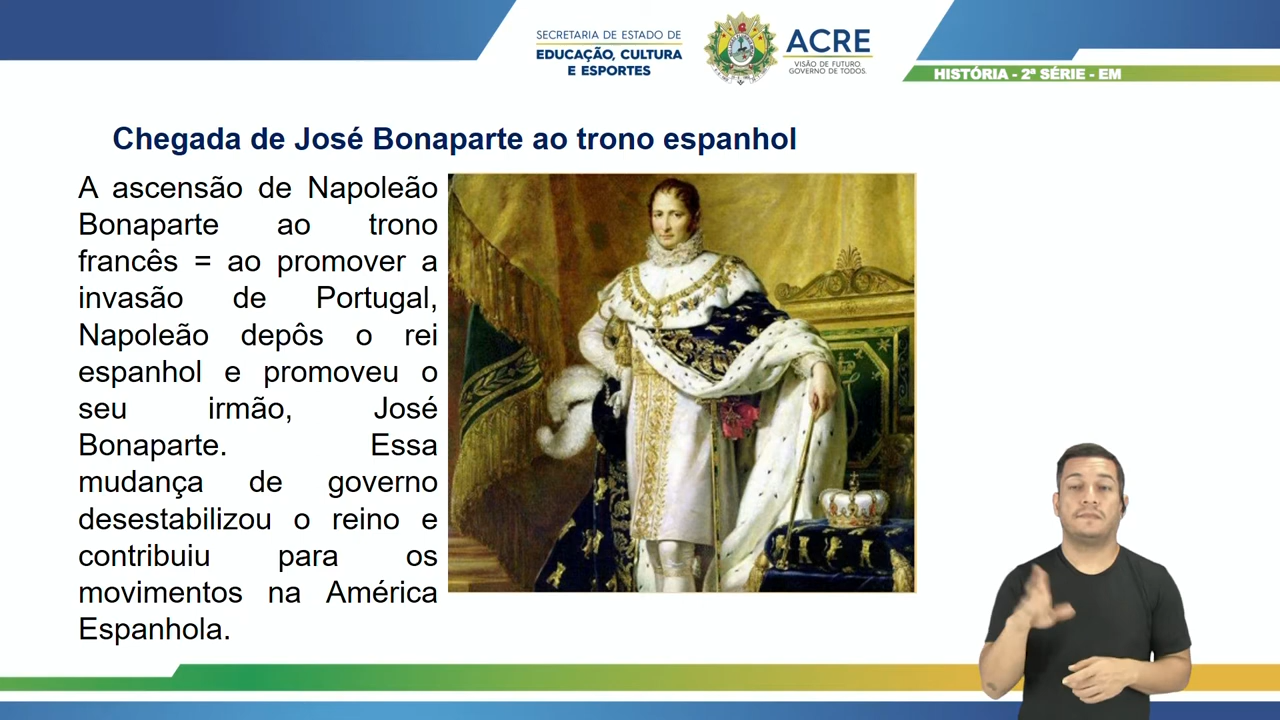 SECRETARIA DE ESTADO DE
EDUCAÇÃO, CULTURA
E ESPORTES
ACRE
VISÃO DE FUTURO
GOVERNO DE TODOS.
HISTÓRIA - 2ª SÉRIE - EM
Chegada de José Bonaparte ao trono espanhol
A ascensão de Napoleão
Bonaparte ao trono
francês = ao promover a
invasão de Portugal,
Napoleão depôs o rei
espanhol e promoveu o
seu irmão, José
Bonaparte. Essa
mudança de governo
desestabilizou o reino e
contribuiu para os
movimentos na América
Espanhola.